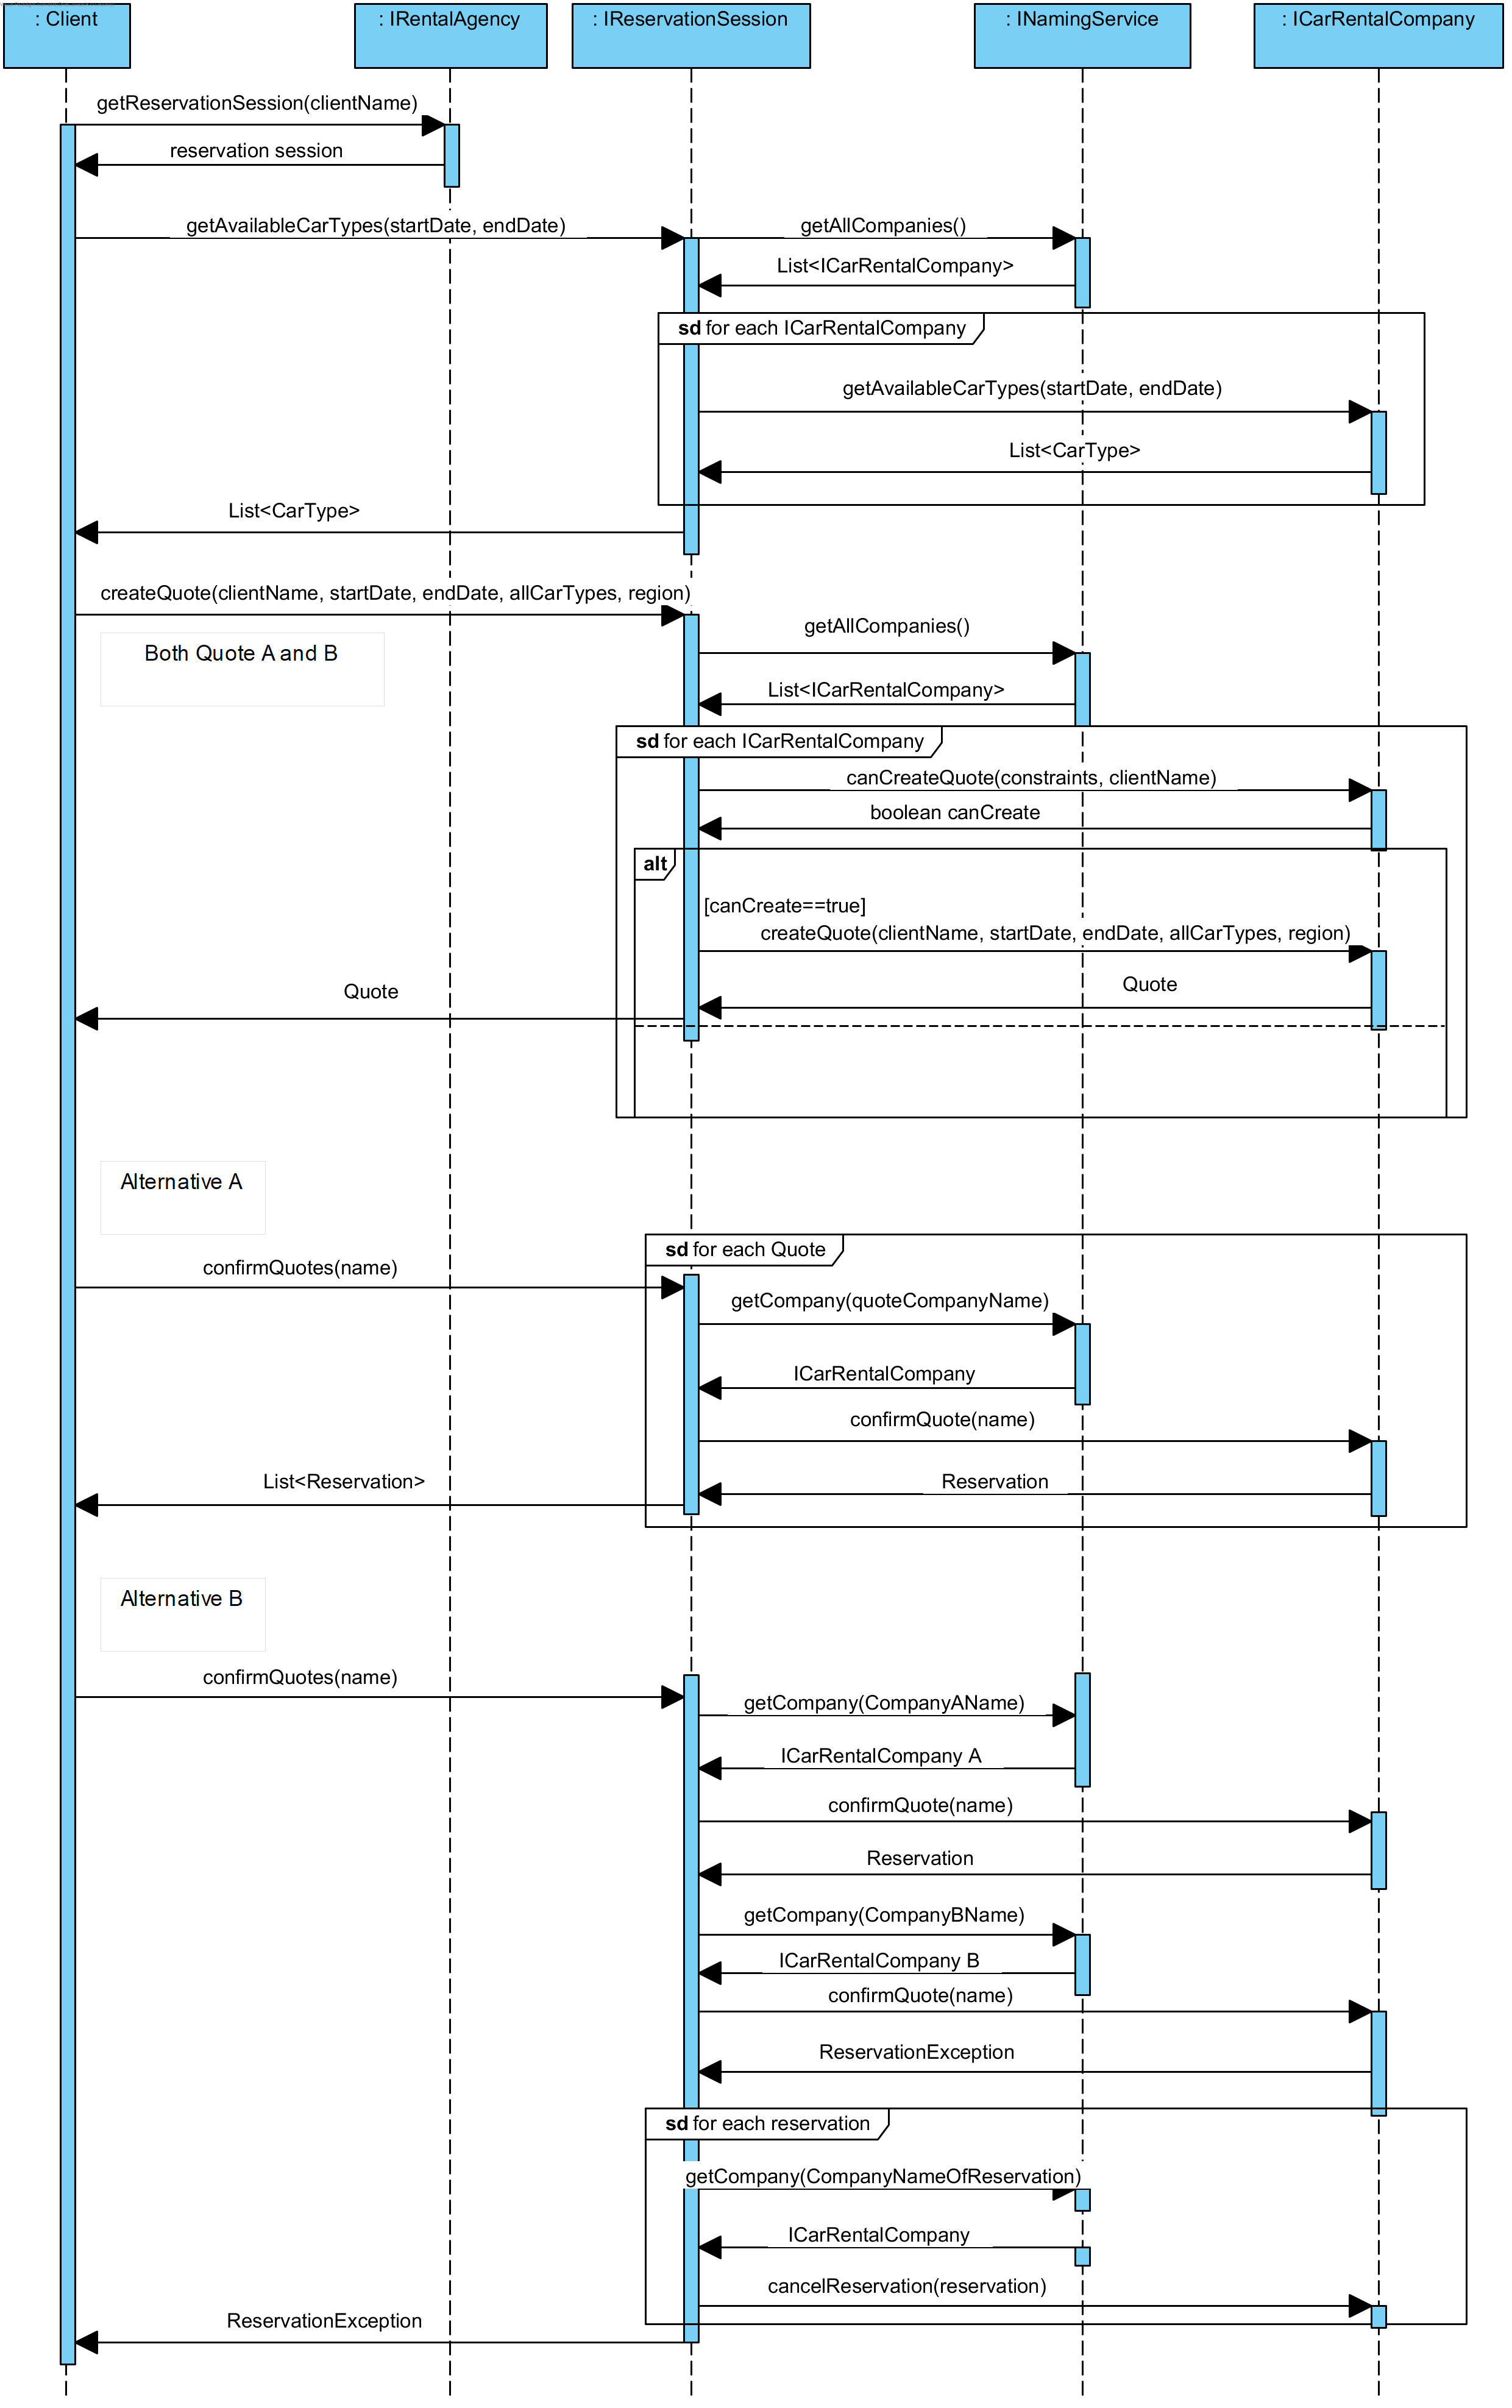 : Client
: IRentalAgency
: IReservationSession
: INamingService
: ICarRentalCompany
getReservationSession(clientName)
reservation session
getAvailableCarTypes(startDate, endDate)
getAllCompanies()
List<ICarRentalCompany>
sd for each ICarRentalCompany
getAvailableCarTypes(startDate, endDate)
List<CarType>
List<CarType>
createQuote(clientName, startDate, endDate, allCarTypes, region)
getAllCompanies()
Both Quote A and B
List<ICarRentalCompany>
sd for each ICarRentalCompany
canCreateQuote(constraints, clientName)
boolean canCreate
alt
[canCreate==true]
createQuote(clientName, startDate, endDate, allCarTypes, region)
Quote
Quote
Alternative A
sd for each Quote
confirmQuotes(name)
getCompany(quoteCompanyName)
ICarRentalCompany
confirmQuote(name)
List<Reservation>
Reservation
Alternative B
confirmQuotes(name)
getCompany(CompanyAName)
ICarRentalCompany A
confirmQuote(name)
Reservation
getCompany(CompanyBName)
ICarRentalCompany B
confirmQuote(name)
ReservationException
sd for each reservation
getCompany(CompanyNameOfReservation)
ICarRentalCompany
cancelReservation(reservation)
ReservationException